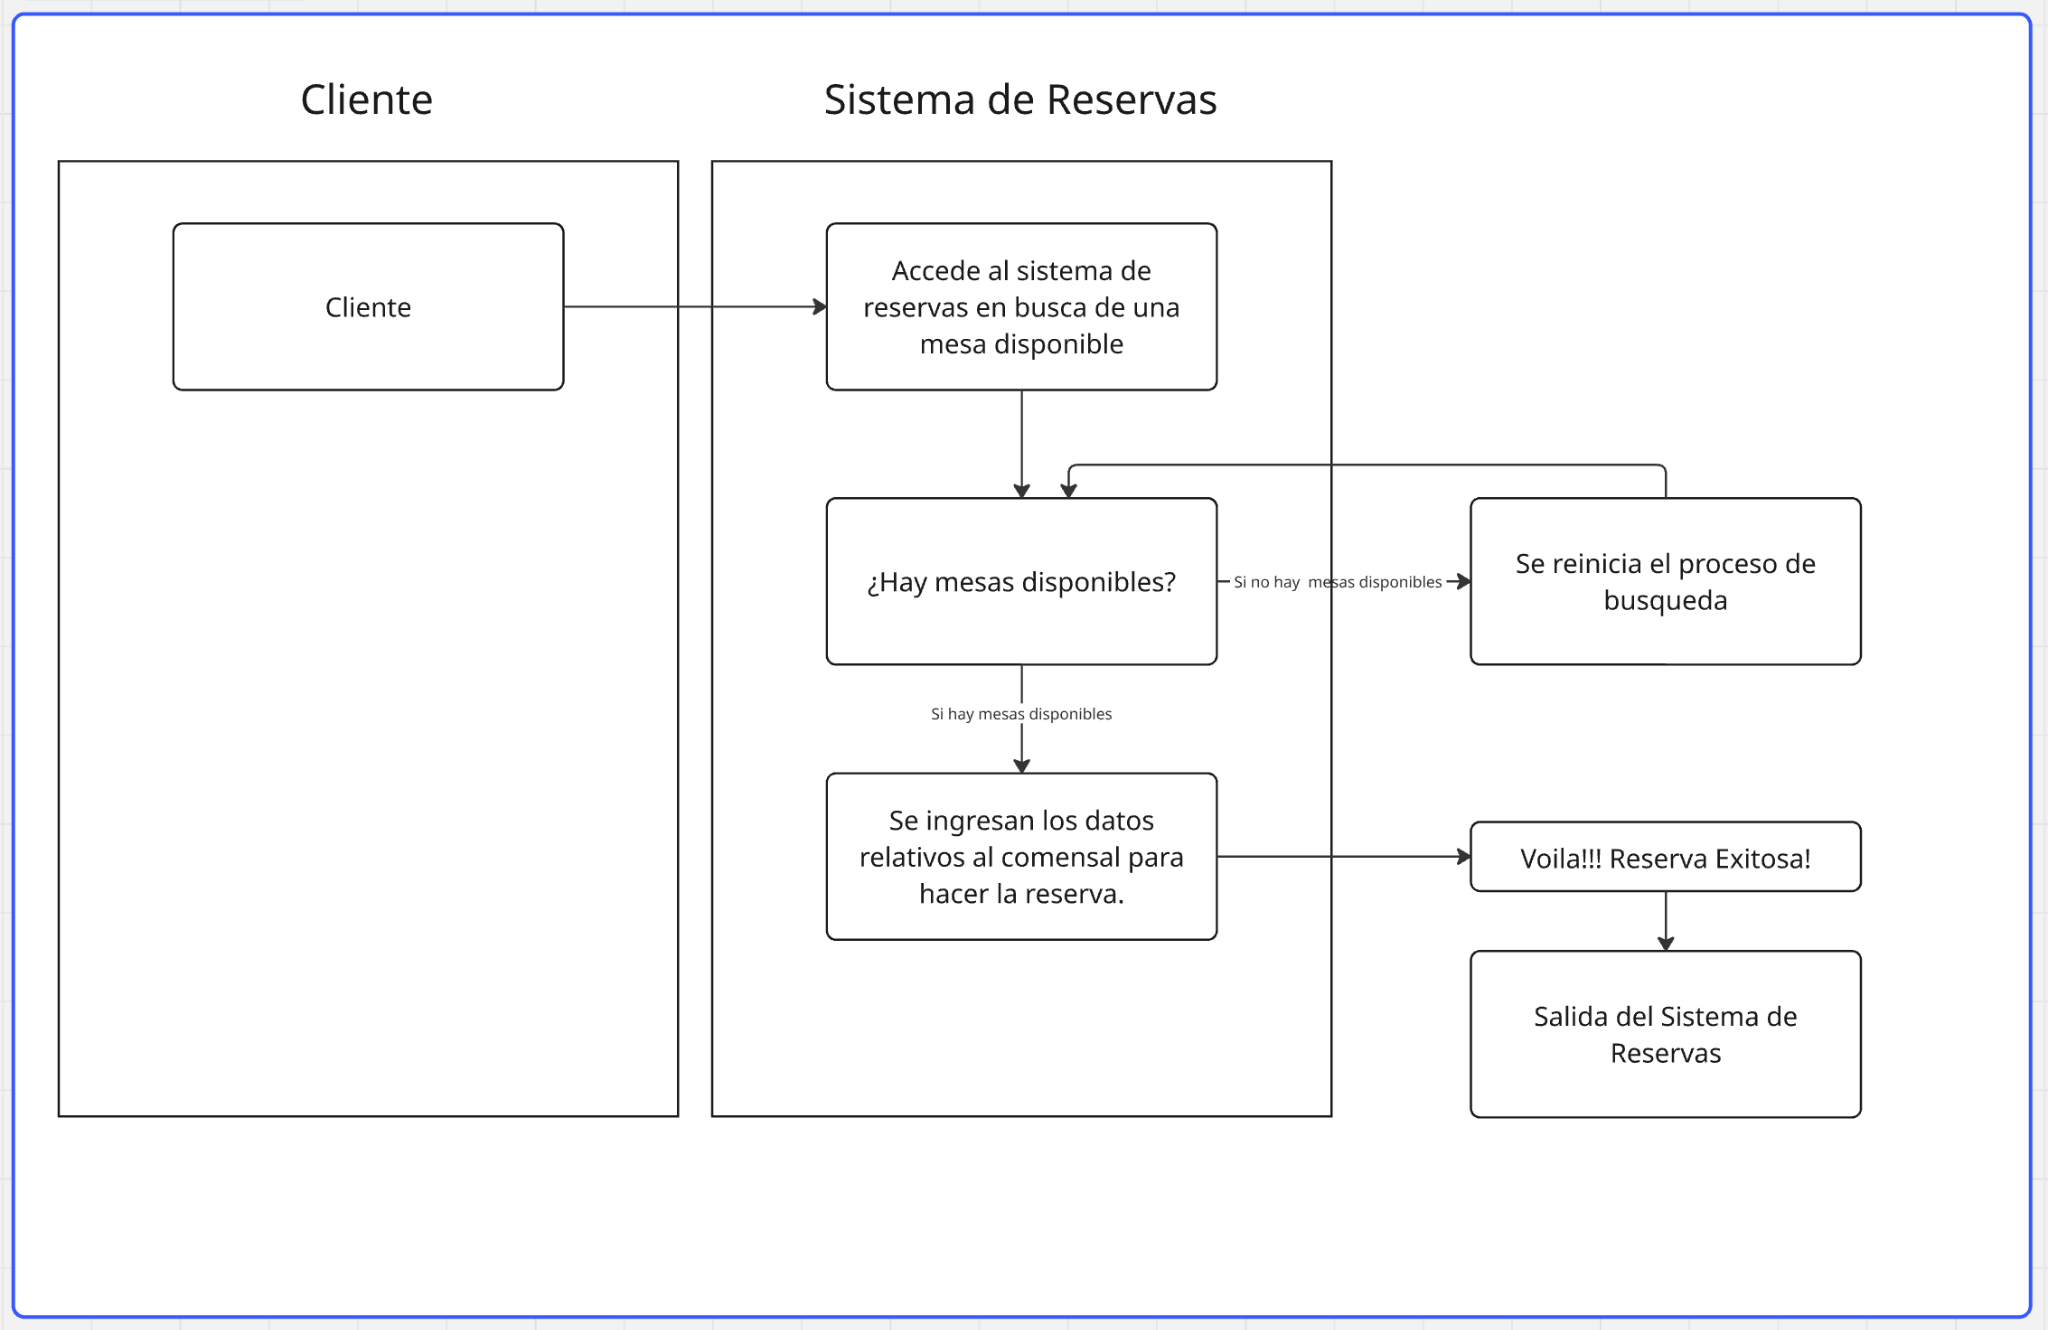 Cliente
Sistema de Reservas
Cliente
Accede al sistema de
reservas en busca de una
mesa disponible
¿Hay mesas disponibles?
Si no hay  mesas disponibles
Se reinicia el proceso de
busqueda
Si hay mesas disponibles
Se ingresan los datos
relativos al comensal para
hacer la reserva.
Voila!!! Reserva Exitosa!
Salida del Sistema de
Reservas